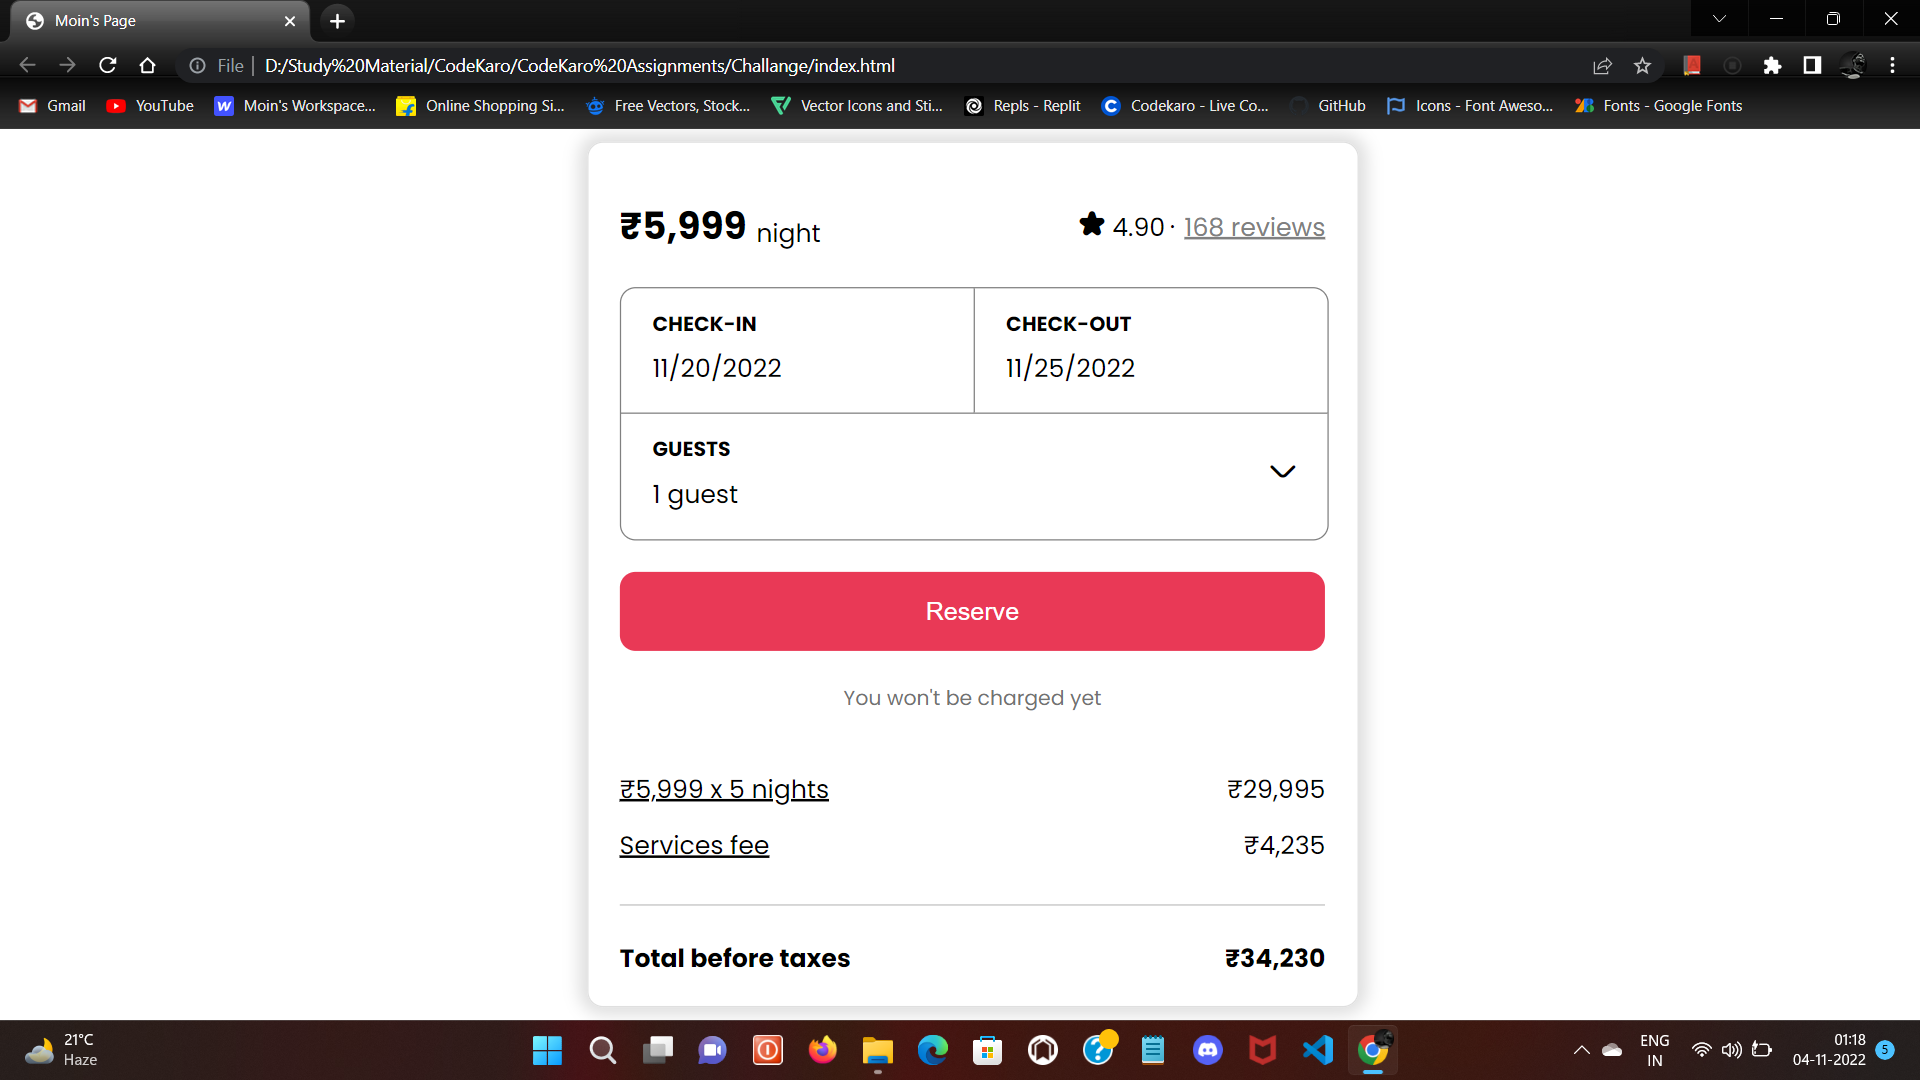 Moin's Page
File D:/Study%20Material/CodeKaro/CodeKaro%20Assignments/Challange/index.html
Gmail YouTube Moin's Workspace... Online Shopping Si... Free Vectors, Stock... Vector Icons and Sti... Repls - Replit Codekaro - Live Co... GitHub Icons - Font Aweso... Fonts - Google Fonts
₹5,999 night 4.90 · 168 reviews
CHECK-IN CHECK-OUT
11/20/2022 11/25/2022
GUESTS
1 guest
Reserve
You won't be charged yet
₹5,999 x 5 nights ₹29,995
Services fee ₹4,235
Total before taxes ₹34,230
21°C ENG 01:18
Haze IN 04-11-2022 5